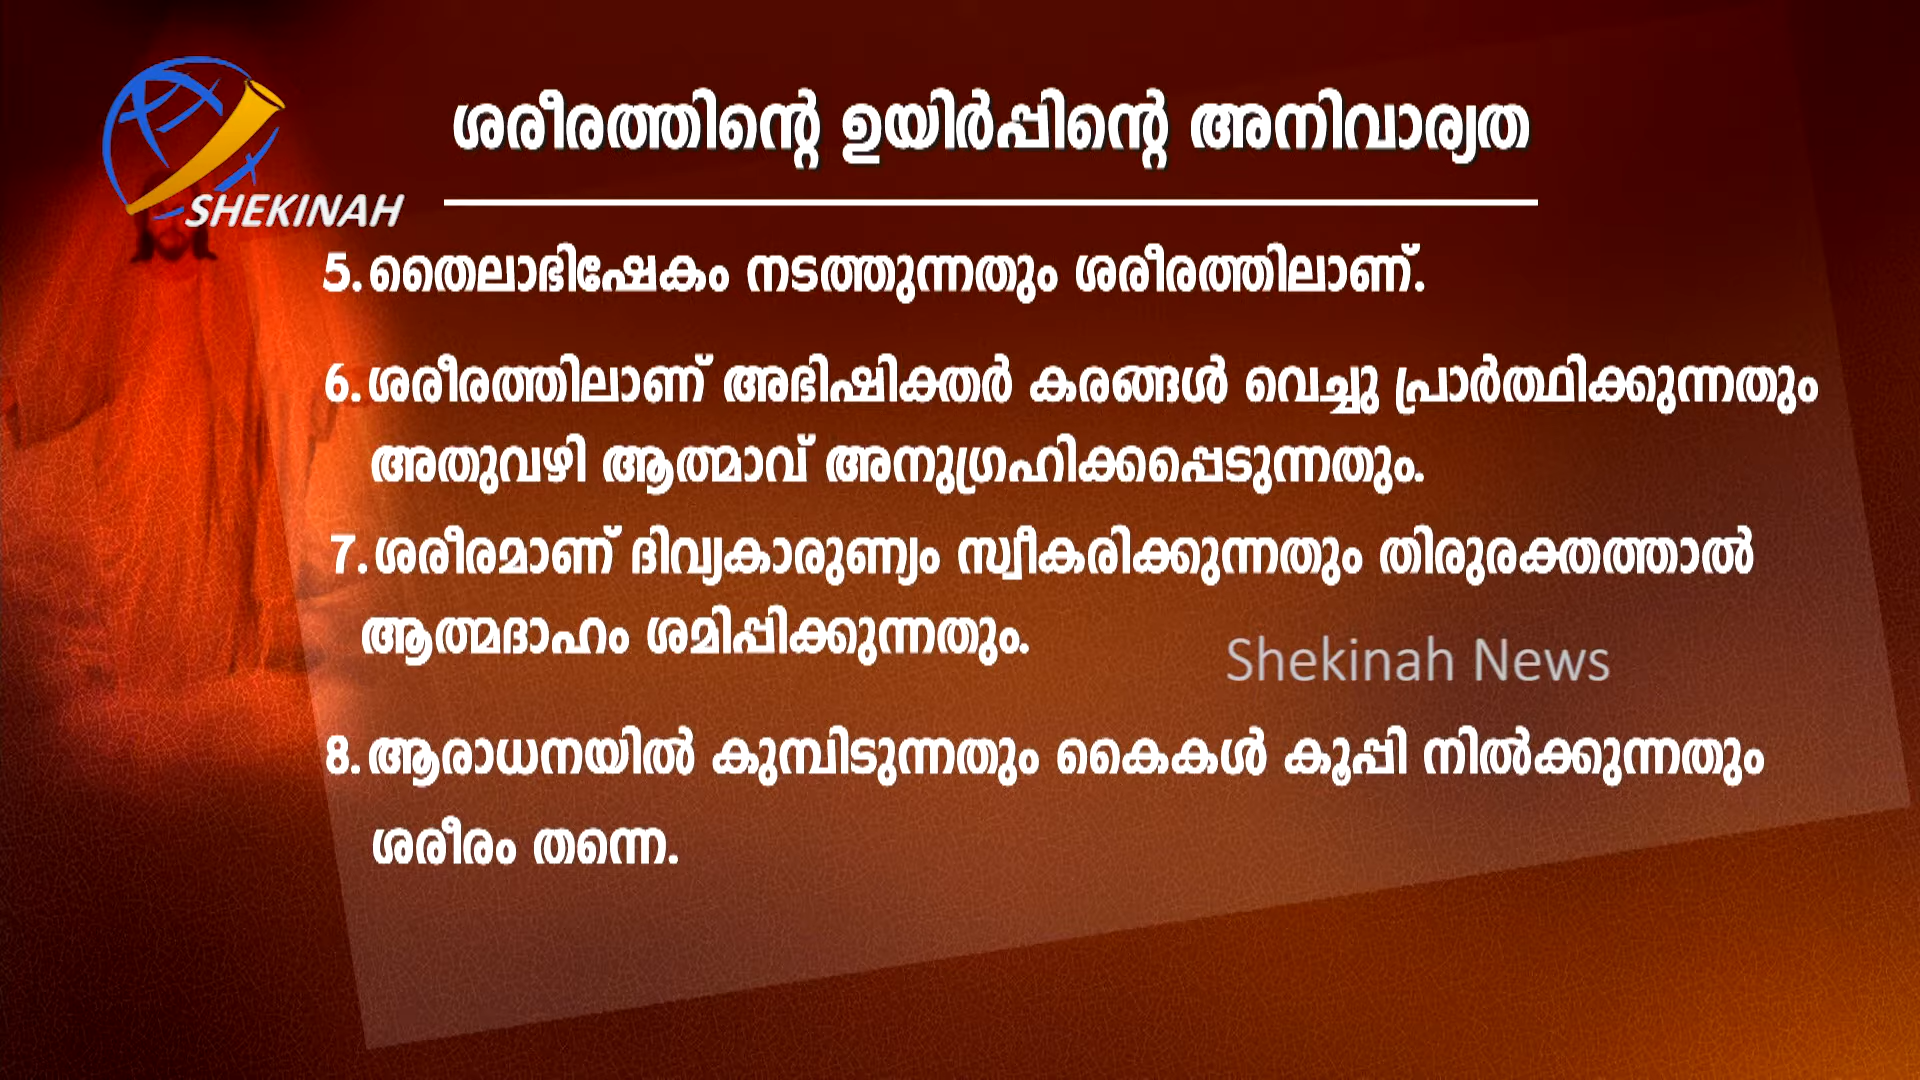 ശരീരത്തിന്റെ ഉയിർപ്പിന്റെ അനിവാര്യത
SHEKINAH
5. തൈലാഭിഷേകം നടത്തുന്നതും ശരീരത്തിലാണ്.
6. ശരീരത്തിലാണ് അഭിഷിക്തർ കരങ്ങൾ വെച്ചു പ്രാർത്ഥിക്കുന്നതും
അതുവഴി ആത്മാവ് അനുഗ്രഹിക്കപ്പെടുന്നതും.
7. ശരീരമാണ് ദിവ്യകാരുണ്യം സ്വീകരിക്കുന്നതും തിരുരക്തത്താൽ
ആത്മദാഹം ശമിപ്പിക്കുന്നതും.
Shekinah News
8. ആരാധനയിൽ കുമ്പിടുന്നതും കൈകൾ കൂപ്പി നിൽക്കുന്നതും
ശരീരം തന്നെ.